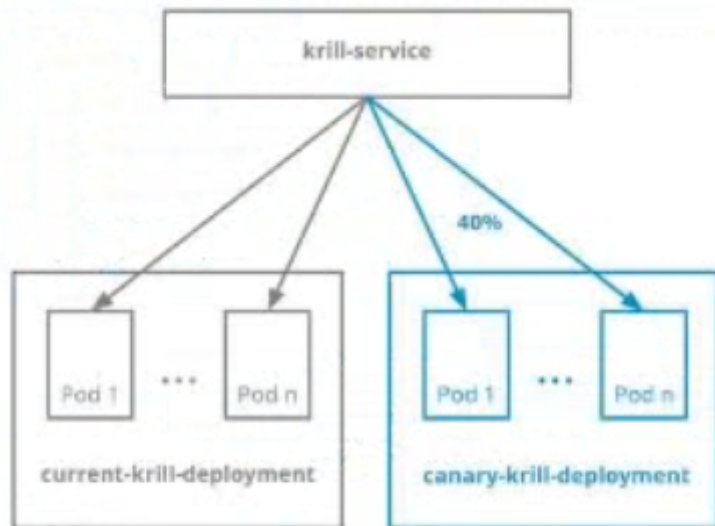 krill-service
40%
Pod 1
...
Pod n
Pod 1
...
Pod n
current-krill-deployment
canary-krill-deployment